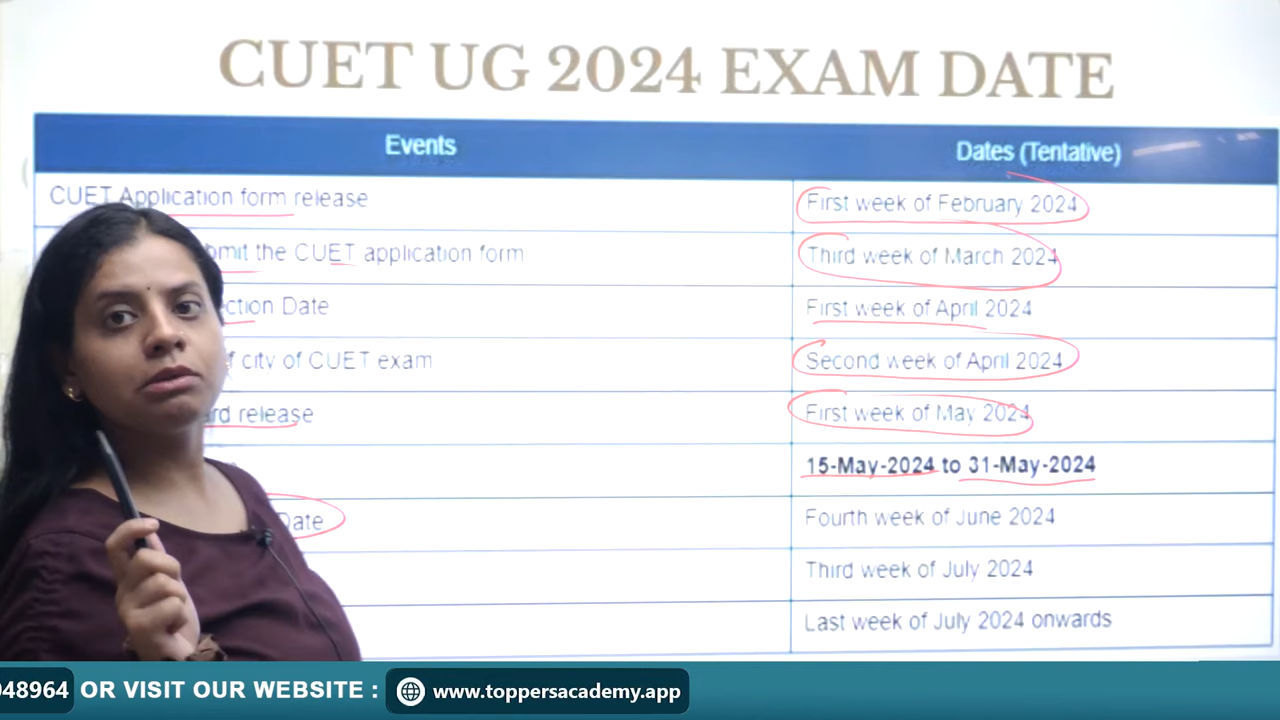 CUET UG 2024 EXAM DATE
Events Dates (Tentative)
CUET Application form release First week of February 2024
the CUET application form Third week of March 2024
Date First week of April 2024
city of CUET exam Second week of April 2024
release First week of May 2024
15-May-2024 to 31-May-2024
Date Fourth week of June 2024
Third week of July 2024
Last week of July 2024 onwards
948964 OR VISIT OUR WEBSITE : www.toppersacademy.app